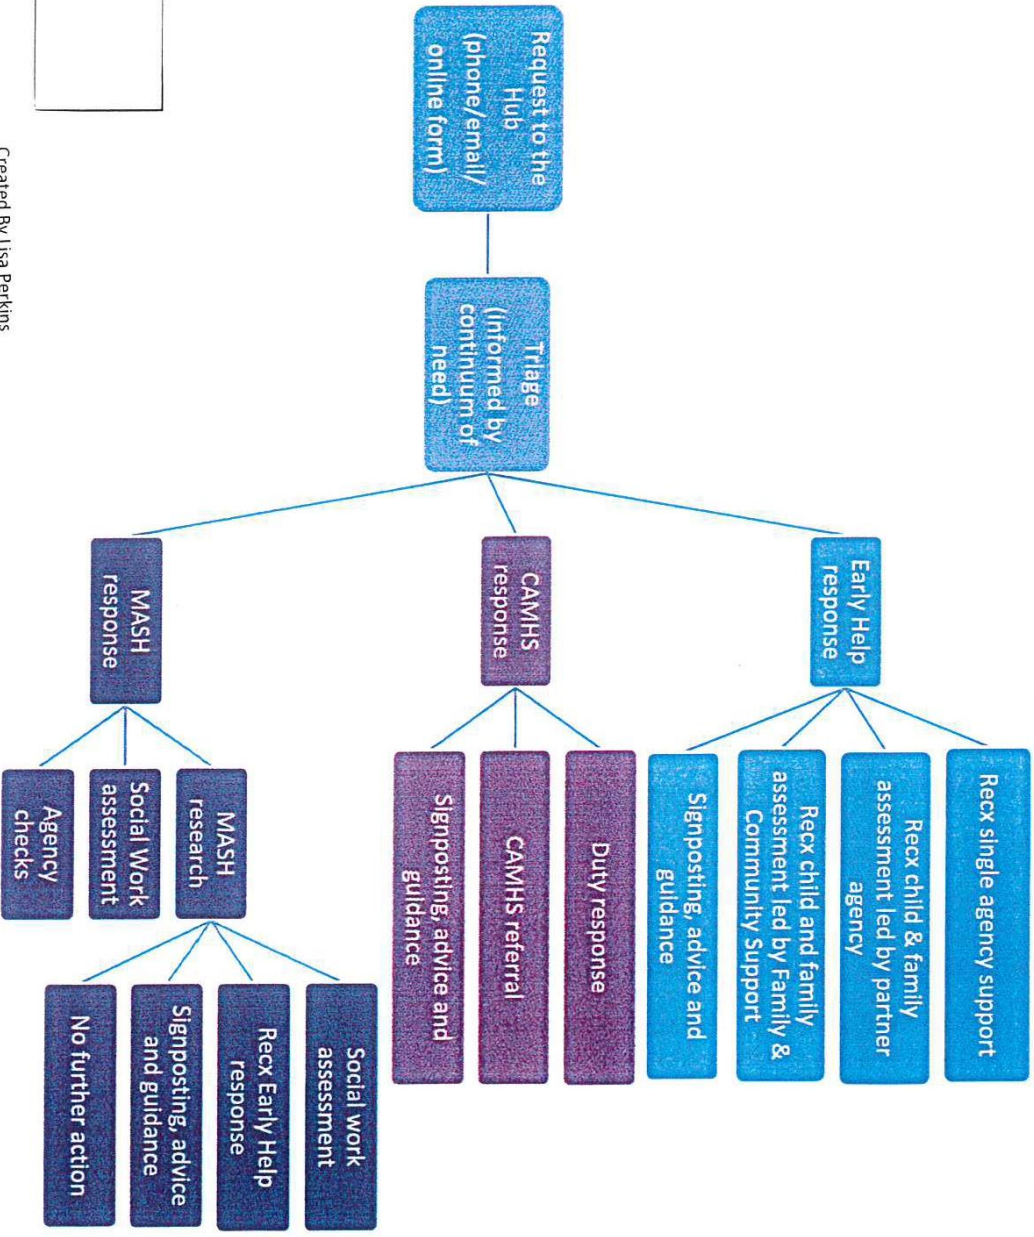 Request to the
Hub
(phone/email/
online form)
Triage
(informed by
continuum of
need)
Early Help
response
Recx single agency support
Recx child & family
assessment led by partner
agency
Recx child and family
assessment led by Family &
Community Support
Signposting, advice and
guidance
CAMHS
response
Duty response
CAMHS referral
Signposting, advice and
guidance
MASH
response
MASH
research
Social work
assessment
Recx Early Help
response
Signposting, advice
and guidance
No further action
Social Work
assessment
Agency
checks
Created By Lisa Perkins